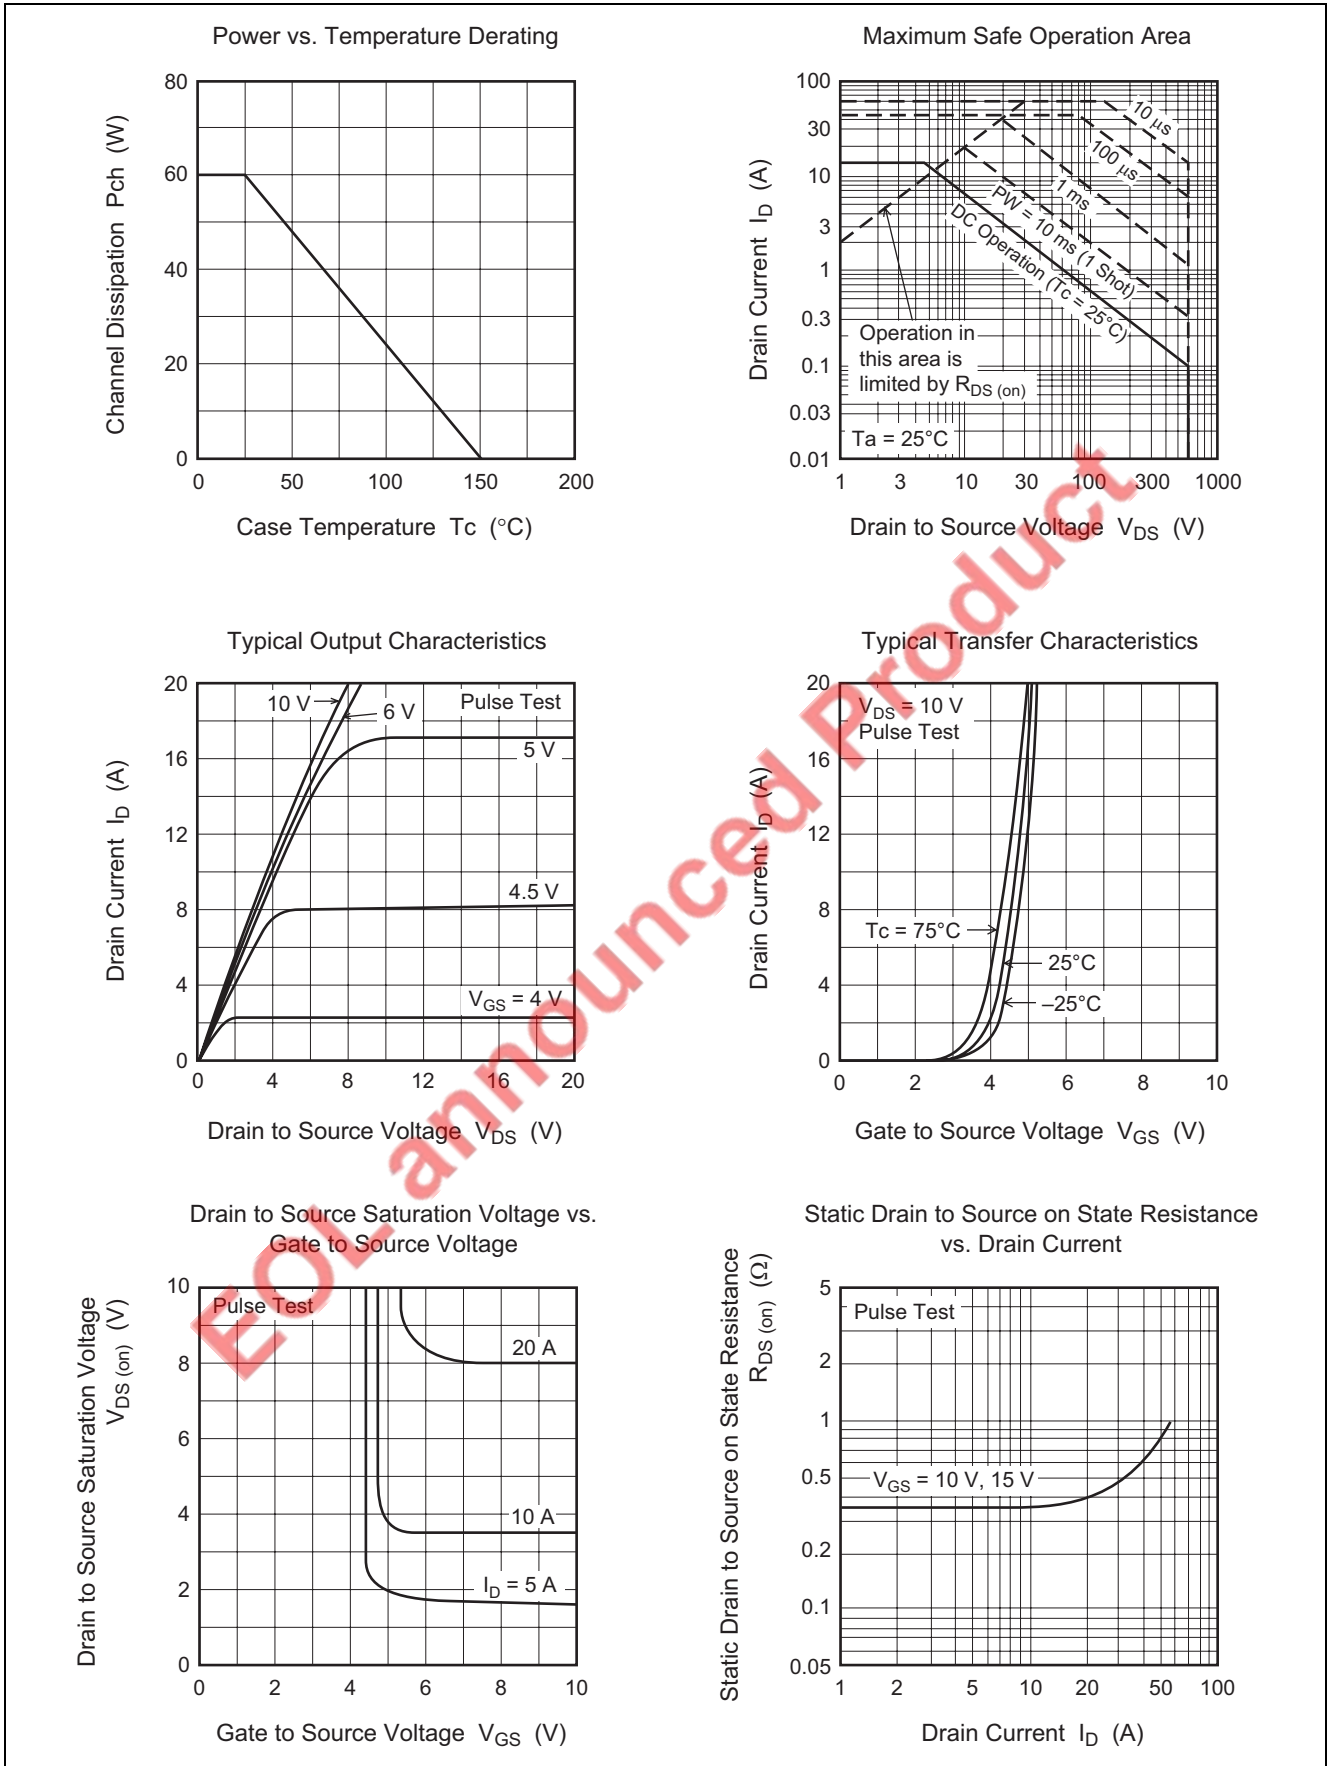 Power vs. Temperature Derating
80
60
40
20
0
0 50 100 150 200
Channel Dissipation Pch (W)
Case Temperature Tc (°C)
Maximum Safe Operation Area
100
30
10
3
1
0.3
0.1
0.03
0.01
1 3 10 30 100 300 1000
Drain Current ID (A)
Drain to Source Voltage VDS (V)
10 μs
100 μs
1 ms
PW = 10 ms (1 Shot)
DC Operation (Tc = 25°C)
Operation in
this area is
limited by RDS (on)
Ta = 25°C
Typical Output Characteristics
20
16
12
8
4
0
0 4 8 12 16 20
Drain Current ID (A)
Drain to Source Voltage VDS (V)
10 V
6 V
Pulse Test
5 V
4.5 V
VGS = 4 V
Typical Transfer Characteristics
20
16
12
8
4
0
0 2 4 6 8 10
Drain Current ID (A)
Gate to Source Voltage VGS (V)
VDS = 10 V
Pulse Test
Tc = 75°C
25°C
–25°C
Drain to Source Saturation Voltage vs.
Gate to Source Voltage
10
8
6
4
2
0
0 2 4 6 8 10
Drain to Source Saturation Voltage
VDS (on) (V)
Gate to Source Voltage VGS (V)
Pulse Test
20 A
10 A
ID = 5 A
Static Drain to Source on State Resistance
vs. Drain Current
5
2
1
0.5
0.2
0.1
0.05
1 2 5 10 20 50 100
Static Drain to Source on State Resistance
RDS (on) (Ω)
Drain Current ID (A)
Pulse Test
VGS = 10 V, 15 V
EOL announced Product